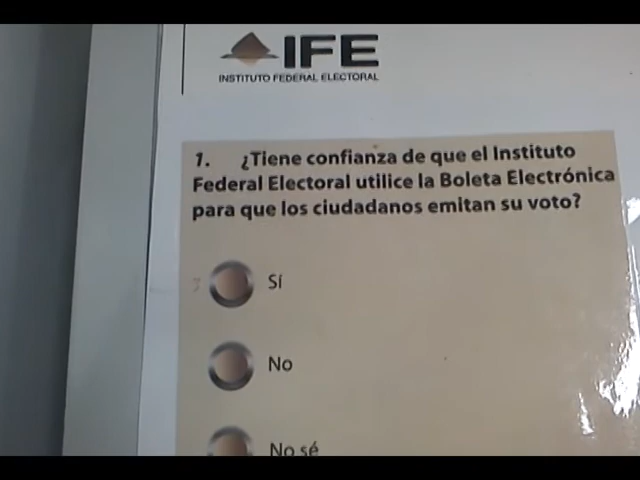 IFE
INSTITUTO FEDERAL ELECTORAL
1. ¿Tiene confianza de que el Instituto
Federal Electoral utilice la Boleta Electrónica
para que los ciudadanos emitan su voto?
Sí
No
No sé